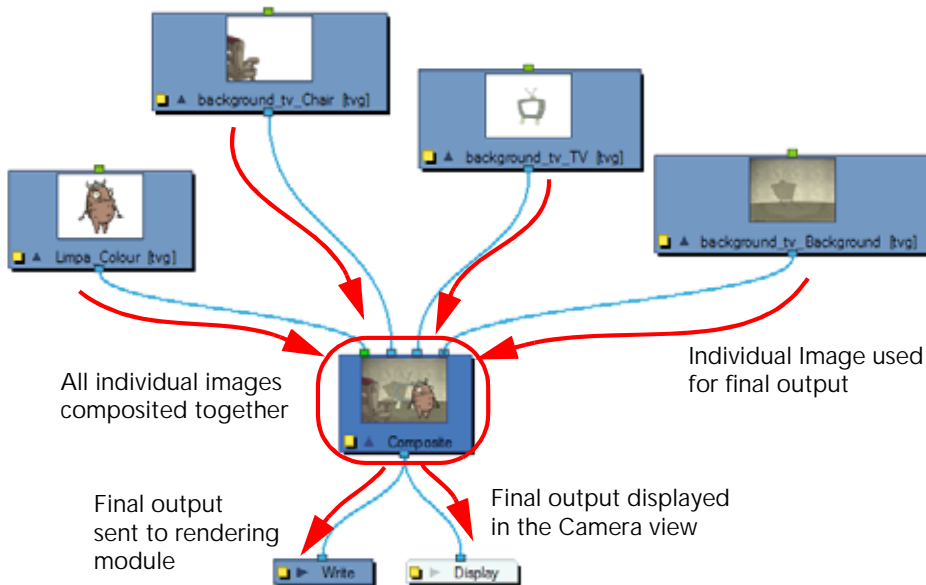 background_tv_Chair [tvg]
background_tv_TV [tvg]
Limpa_Colour [tvg]
background_tv_Background [tvg]
All individual images
composited together
Individual Image used
for final output
Composite
Final output
sent to rendering
module
Final output displayed
in the Camera view
Write
Display